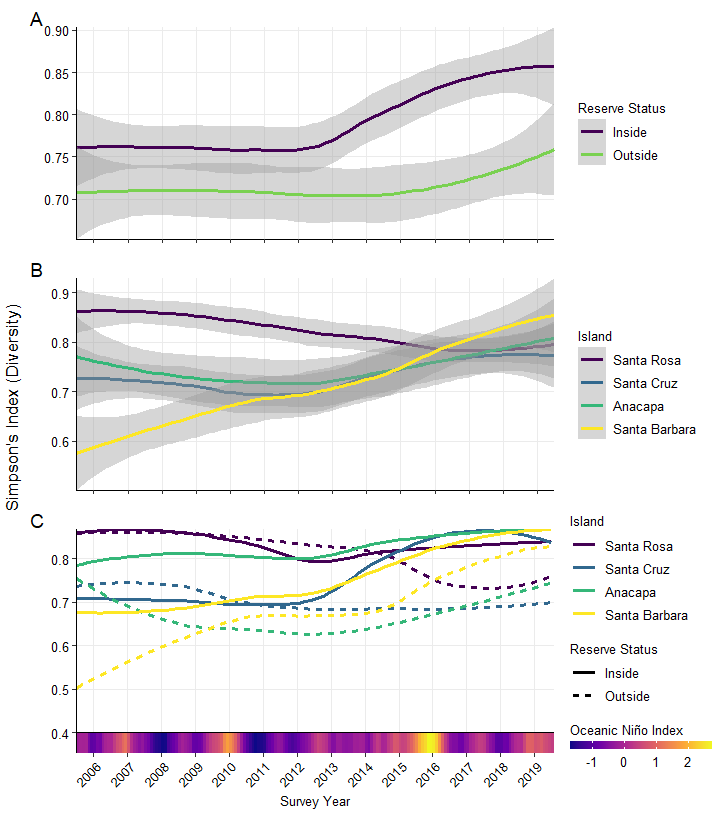 A
0.90
0.85
0.80
0.75
0.70
Reserve Status
Inside
Outside
B
0.9
0.8
0.7
0.6
Island
Santa Rosa
Santa Cruz
Anacapa
Santa Barbara
Simpson's Index (Diversity)
C
0.8
0.7
0.6
0.5
0.4
Island
Santa Rosa
Santa Cruz
Anacapa
Santa Barbara
Reserve Status
Inside
Outside
Oceanic Niño Index
-1 0 1 2
2006 2007 2008 2009 2010 2011 2012 2013 2014 2015 2016 2017 2018 2019
Survey Year